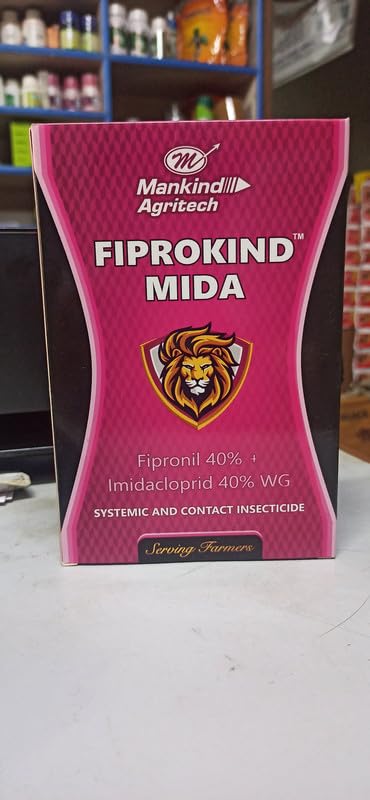 M
Mankind
Agritech
FIPROKIND™
MIDA
Fipronil 40% +
Imidacloprid 40% WG
SYSTEMIC AND CONTACT INSECTICIDE
Serving Farmers